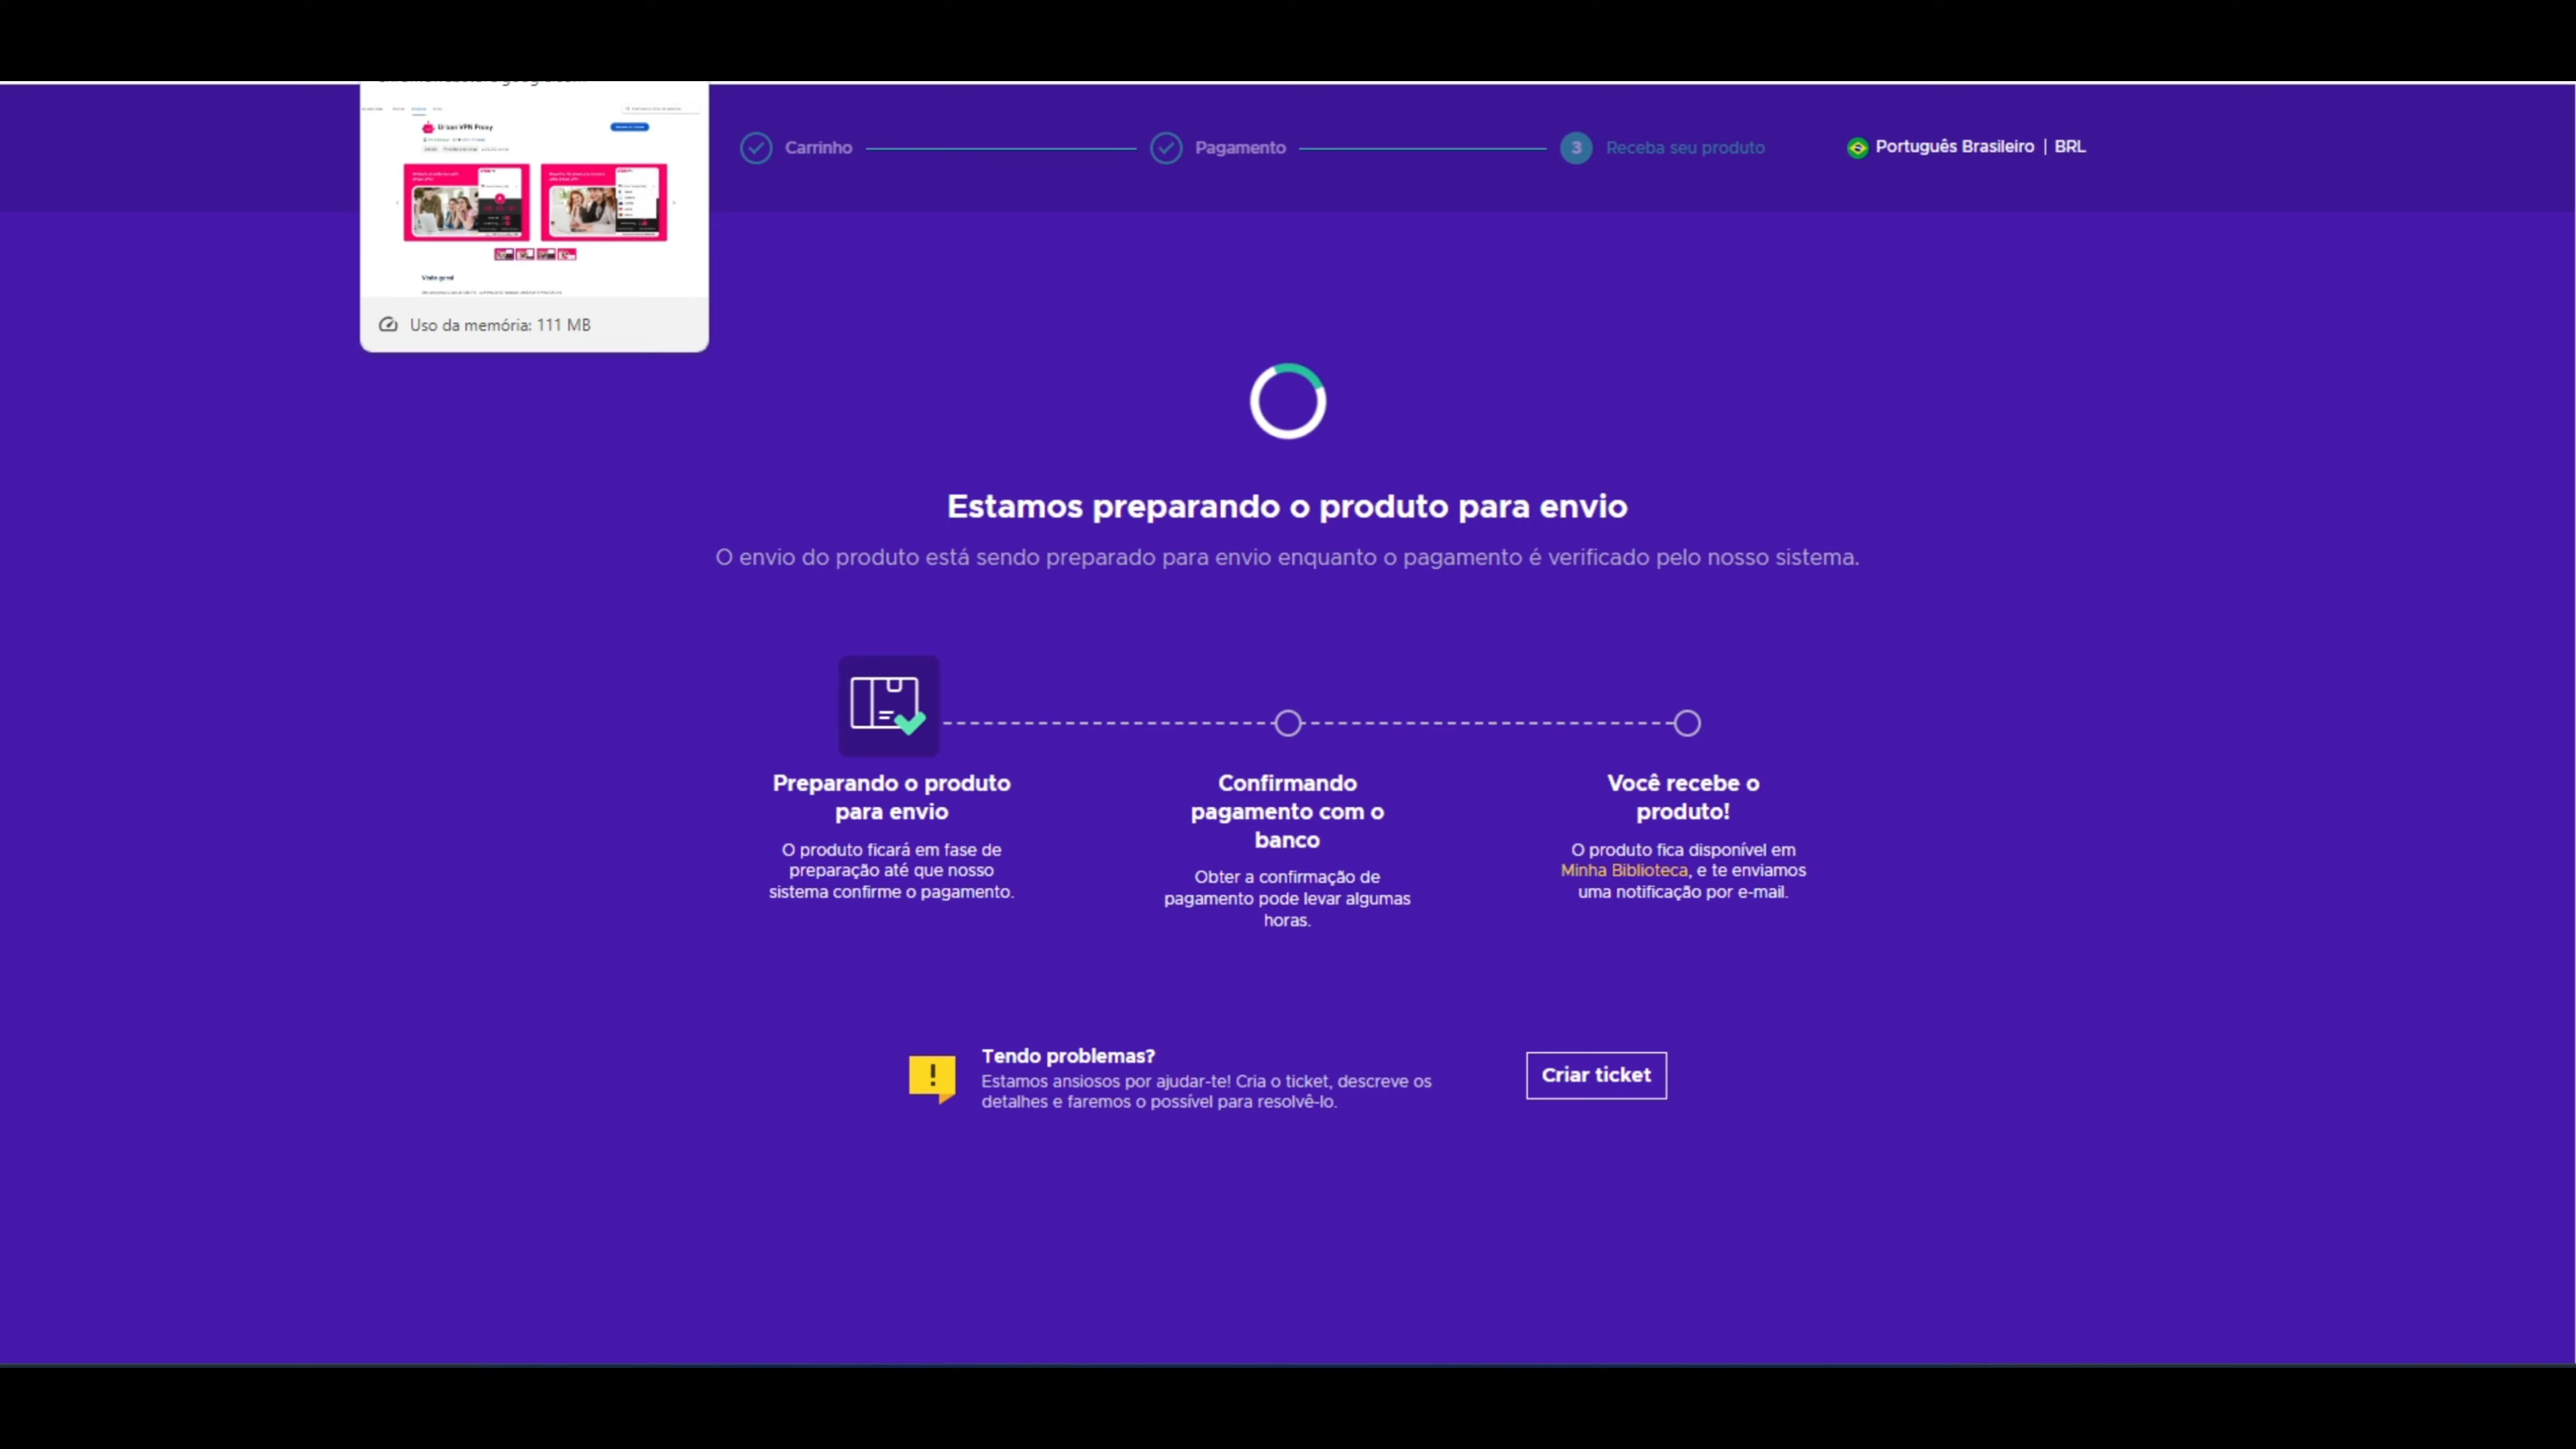 Urban VPN Proxy
Visão geral
Uso da memória: 111 MB
Carrinho
Pagamento
3
Receba seu produto
Português Brasileiro | BRL
Estamos preparando o produto para envio
O envio do produto está sendo preparado para envio enquanto o pagamento é verificado pelo nosso sistema.
Preparando o produto
para envio
O produto ficará em fase de
preparação até que nosso
sistema confirme o pagamento.
Confirmando
pagamento com o
banco
Obter a confirmação de
pagamento pode levar algumas
horas.
Você recebe o
produto!
O produto fica disponível em
Minha Biblioteca, e te enviamos
uma notificação por e-mail.
Tendo problemas?
Estamos ansiosos por ajudar-te! Cria o ticket, descreve os
detalhes e faremos o possível para resolvê-lo.
Criar ticket